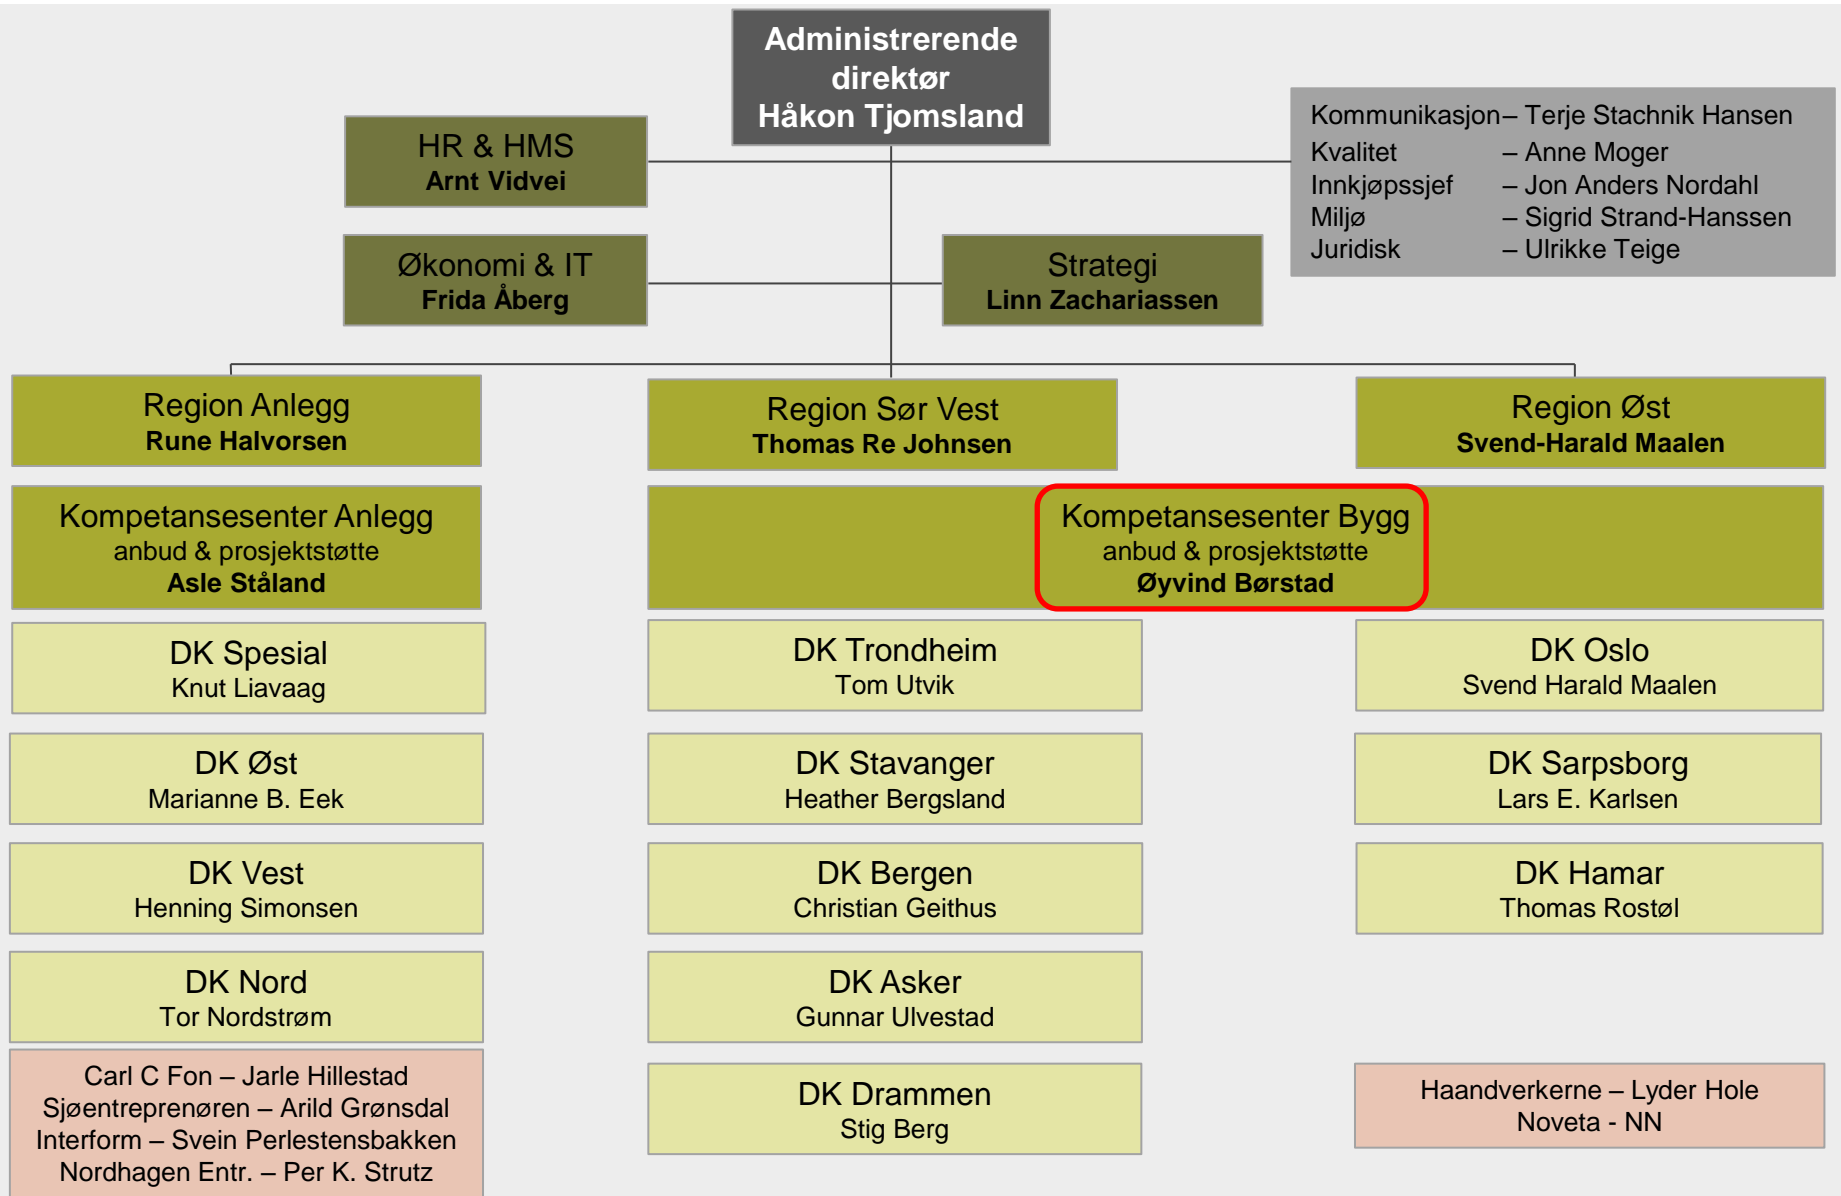 Administrerende
direktør
Håkon Tjomsland
HR & HMS
Arnt Vidvei
Kommunikasjon – Terje Stachnik Hansen
Kvalitet – Anne Moger
Innkjøpssjef – Jon Anders Nordahl
Miljø – Sigrid Strand-Hanssen
Juridisk – Ulrikke Teige
Økonomi & IT
Frida Åberg
Strategi
Linn Zachariassen
Region Anlegg
Rune Halvorsen
Region Sør Vest
Thomas Re Johnsen
Region Øst
Svend-Harald Maalen
Kompetansesenter Anlegg
anbud & prosjektstøtte
Asle Ståland
Kompetansesenter Bygg
anbud & prosjektstøtte
Øyvind Børstad
DK Spesial
Knut Liavaag
DK Øst
Marianne B. Eek
DK Vest
Henning Simonsen
DK Nord
Tor Nordstrøm
Carl C Fon – Jarle Hillestad
Sjøentreprenøren – Arild Grønsdal
Interform – Svein Perlestensbakken
Nordhagen Entr. – Per K. Strutz
DK Trondheim
Tom Utvik
DK Stavanger
Heather Bergsland
DK Bergen
Christian Geithus
DK Asker
Gunnar Ulvestad
DK Drammen
Stig Berg
DK Oslo
Svend Harald Maalen
DK Sarpsborg
Lars E. Karlsen
DK Hamar
Thomas Rostøl
Haandverkerne – Lyder Hole
Noveta - NN